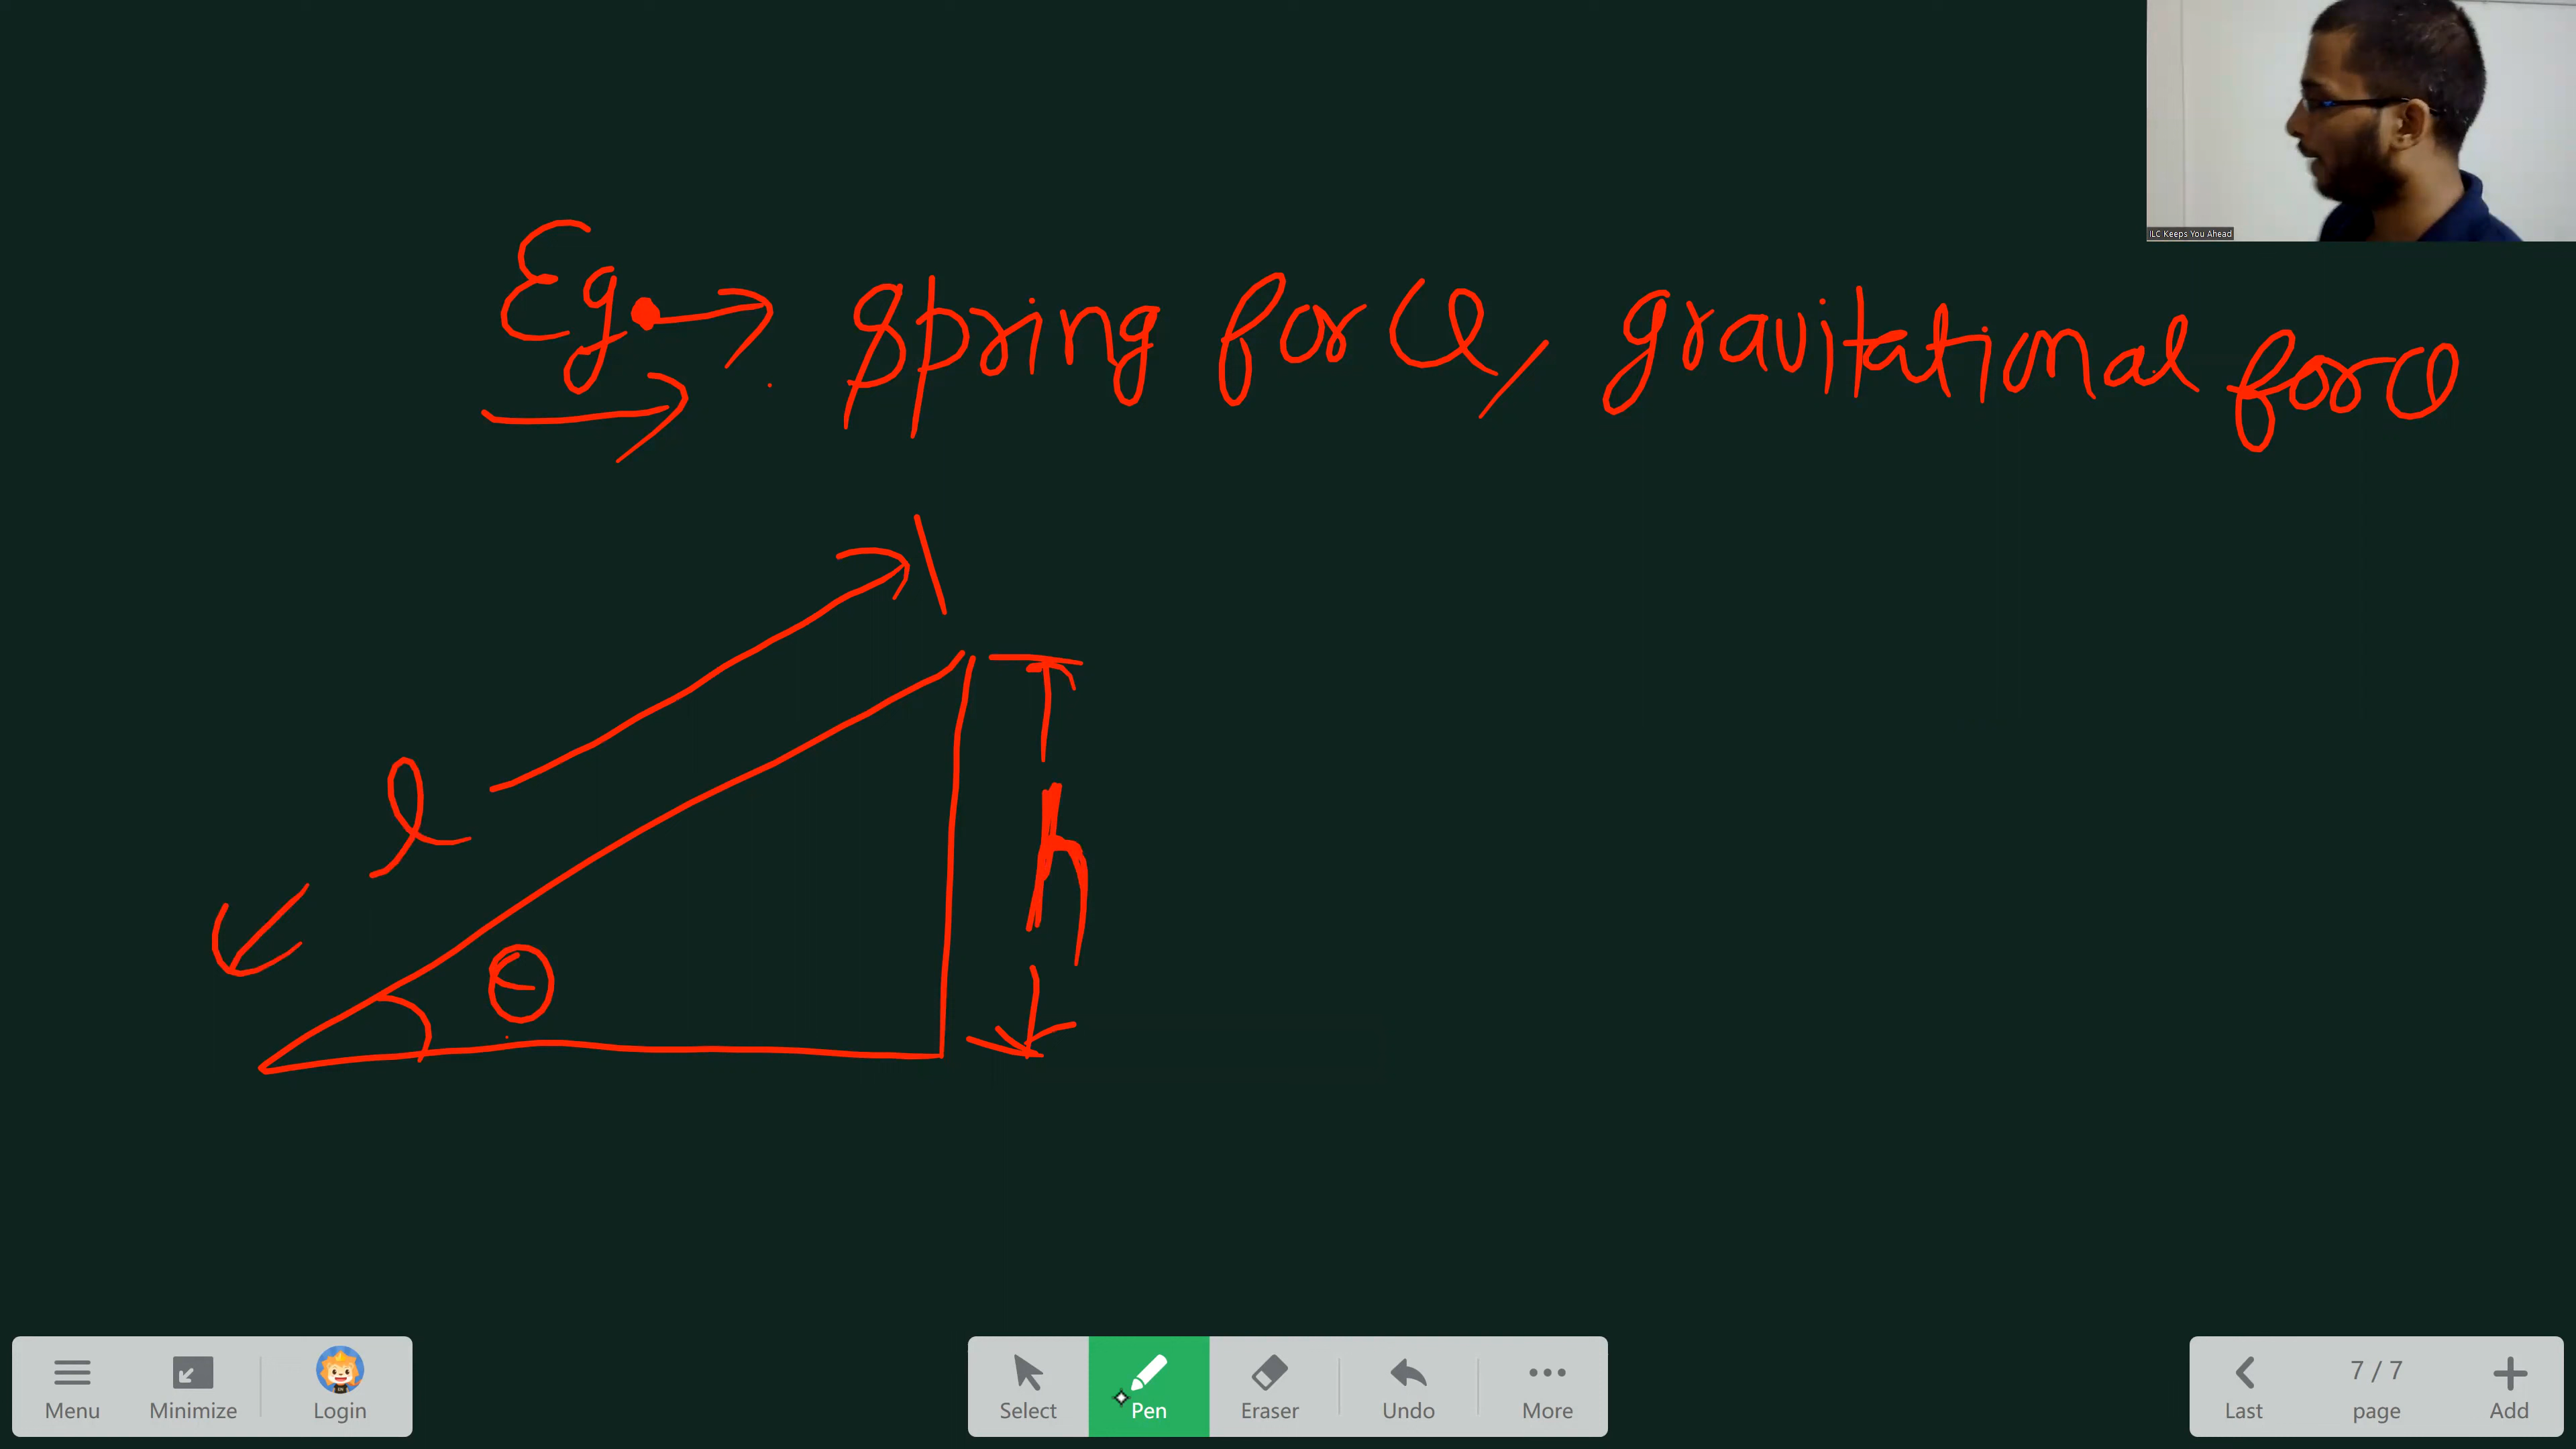 ILC Keeps You Ahead
Eg. → spring force, gravitational force
l
h
θ
Menu Minimize Login Select Pen Eraser Undo More Last 7 / 7 page Add